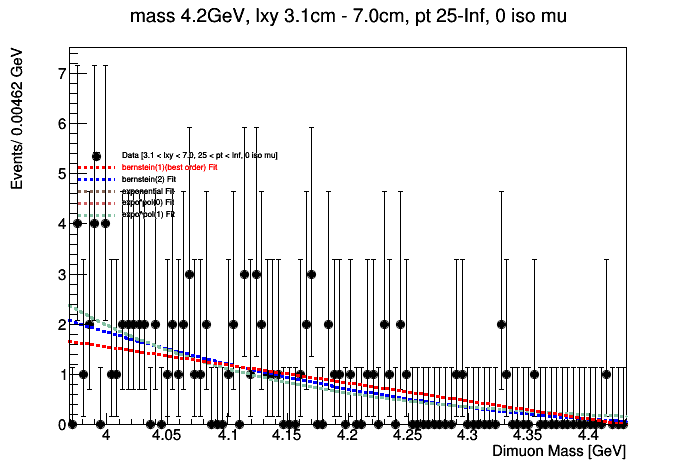 mass 4.2GeV, lxy 3.1cm - 7.0cm, pt 25-Inf, 0 iso mu
Events/ 0.00462 GeV
7
6
5
4
3
2
1
0
Data [3.1 < lxy < 7.0, 25 < pt < Inf, 0 iso mu]
bernstein(1)(best order) Fit
bernstein(2) Fit
exponential Fit
expo*pol(0) Fit
expo*pol(1) Fit
4 4.05 4.1 4.15 4.2 4.25 4.3 4.35 4.4
Dimuon Mass [GeV]